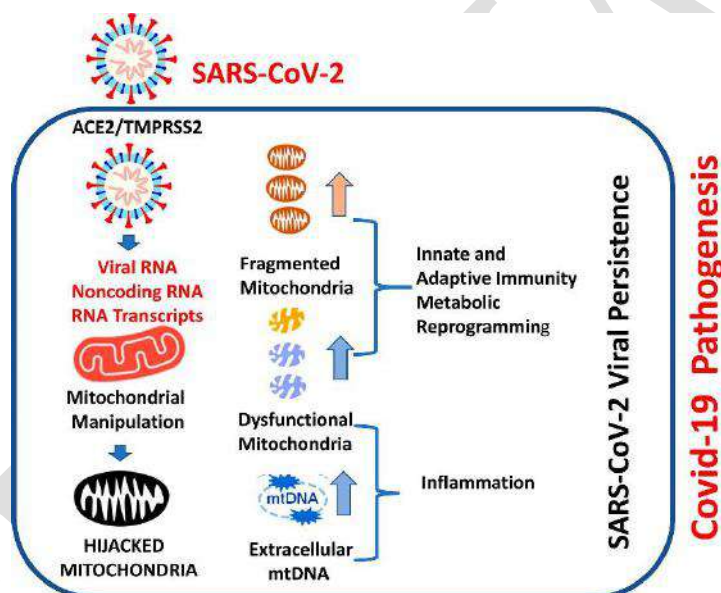 SARS-CoV-2
ACE2/TMPRSS2
Viral RNA
Noncoding RNA
RNA Transcripts
Mitochondrial
Manipulation
HIJACKED
MITOCHONDRIA
Fragmented
Mitochondria
Dysfunctional
Mitochondria
mtDNA
Extracellular
mtDNA
Innate and
Adaptive Immunity
Metabolic
Reprogramming
Inflammation
SARS-CoV-2 Viral Persistence
Covid-19 Pathogenesis